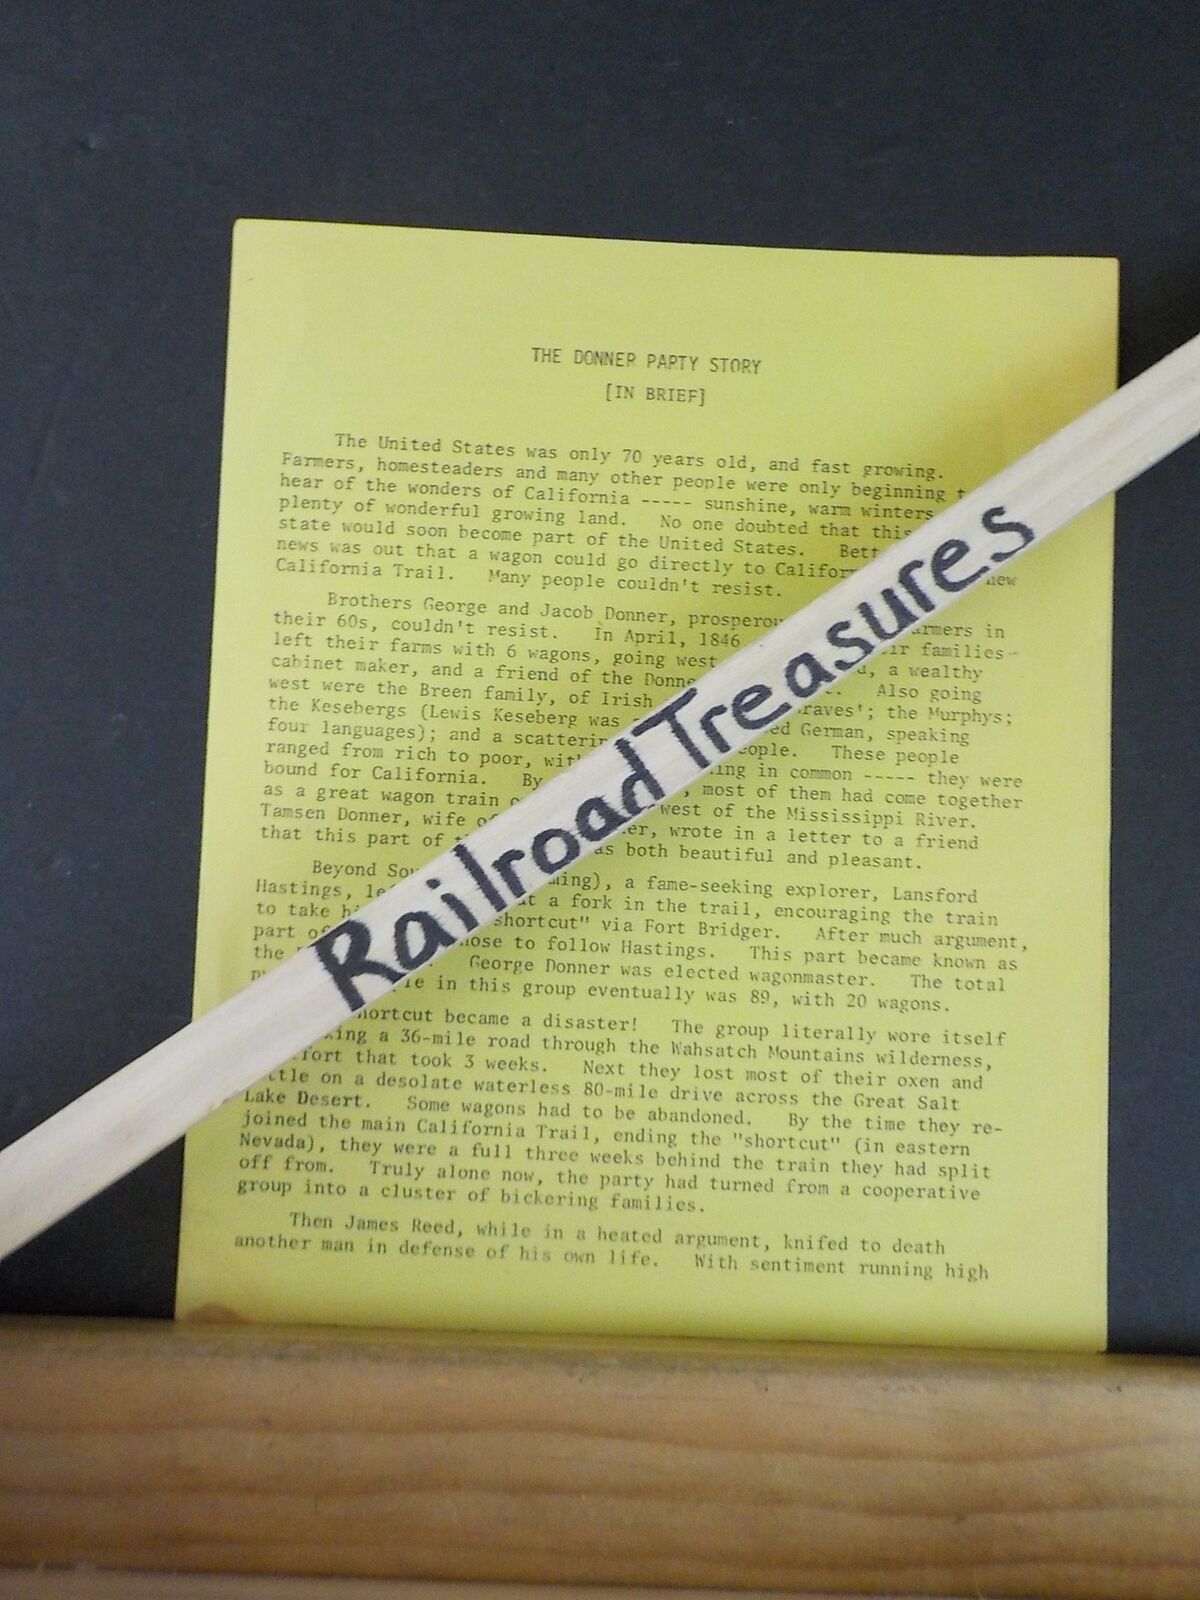 THE DONNER PARTY STORY
[IN BRIEF]
The United States was only 70 years old, and fast growing.
Farmers, homesteaders and many other people were only beginning
hear of the wonders of California ----- sunshine, warm winters
plenty of wonderful growing land. No one doubted that this
state would soon become part of the United States.
news was out that a wagon could go directly to new
California Trail. Many people couldn't resist.
Brothers George and Jacob Donner, in
their 60s, couldn't resist. In April, 1846 families-
left their farms with 6 wagons, going west a wealthy
cabinet maker, and a friend of the Also going
west were the Breen family, of Irish the Murphys;
the Kesebergs (Lewis Keseberg was German, speaking
four languages); and a These people
ranged from rich to poor, in common ----- they were
bound for California. By most of them had come together
as a great wagon train west of the Mississippi River.
Tamsen Donner, wife wrote in a letter to a friend
that this part of as both beautiful and pleasant.
Beyond a fame-seeking explorer, Lansford
Hastings, at a fork in the trail, encouraging the train
to take shortcut" via Fort Bridger. After much argument,
part to follow Hastings. This part became known as
the George Donner was elected wagonmaster. The total
in this group eventually was 89, with 20 wagons.
became a disaster! The group literally wore itself
a 36-mile road through the Wahsatch Mountains wilderness,
that took 3 weeks. Next they lost most of their oxen and
on a desolate waterless 80-mile drive across the Great Salt
Lake Desert. Some wagons had to be abandoned. By the time they re-
joined the main California Trail, ending the "shortcut" (in eastern
Nevada), they were a full three weeks behind the train they had split
off from. Truly alone now, the party had turned from a cooperative
group into a cluster of bickering families.
Then James Reed, while in a heated argument, knifed to death
another man in defense of his own life. With sentiment running high
Railroad Treasures